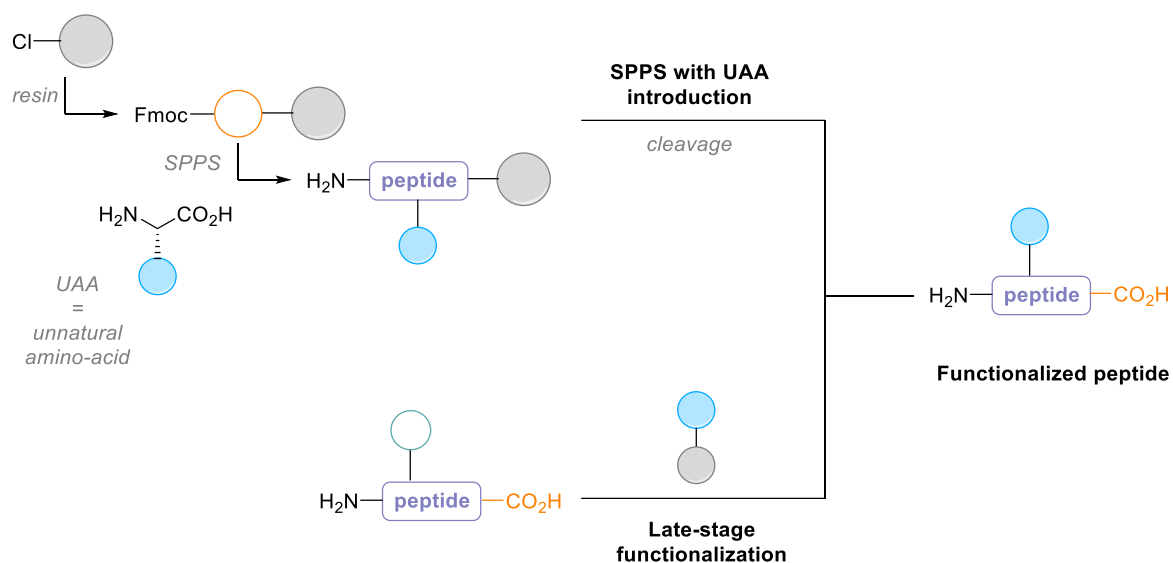 Cl
resin
Fmoc
SPPS
H₂N
peptide
H₂N
CO₂H
UAA
=
unnatural
amino-acid
SPPS with UAA
introduction
cleavage
H₂N
peptide
CO₂H
Functionalized peptide
H₂N
peptide
CO₂H
Late-stage
functionalization